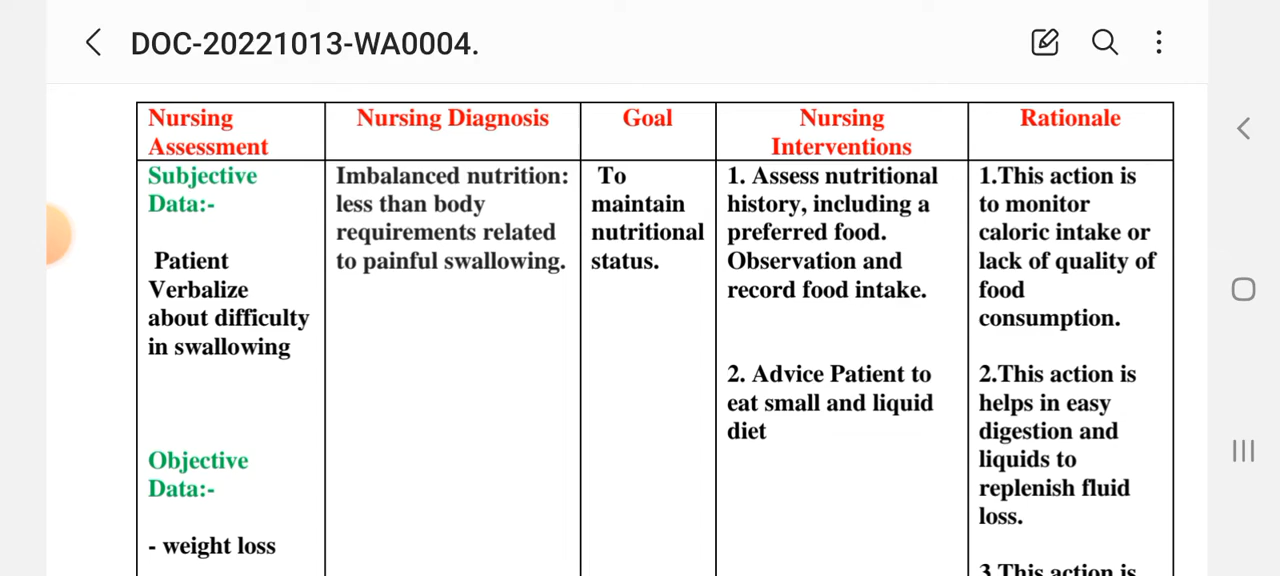 DOC-20221013-WA0004.
Nursing
Assessment
Nursing Diagnosis
Goal
Nursing
Interventions
Rationale
Subjective
Data:-
Patient
Verbalize
about difficulty
in swallowing
Objective
Data:-
- weight loss
Imbalanced nutrition:
less than body
requirements related
to painful swallowing.
To
maintain
nutritional
status.
1. Assess nutritional
history, including a
preferred food.
Observation and
record food intake.
2. Advice Patient to
eat small and liquid
diet
1.This action is
to monitor
caloric intake or
lack of quality of
food
consumption.
2.This action is
helps in easy
digestion and
liquids to
replenish fluid
loss.
3.This action is